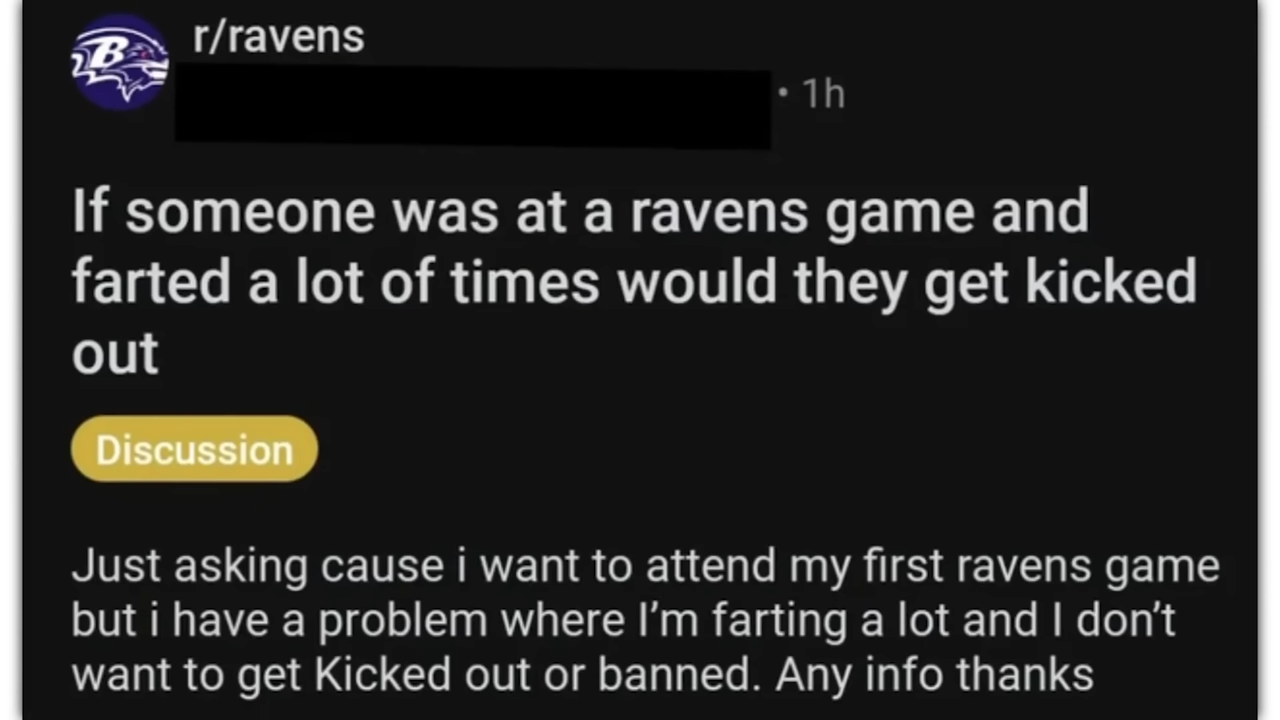 B
r/ravens
• 1h
If someone was at a ravens game and
farted a lot of times would they get kicked
out
Discussion
Just asking cause i want to attend my first ravens game
but i have a problem where I’m farting a lot and I don’t
want to get Kicked out or banned. Any info thanks